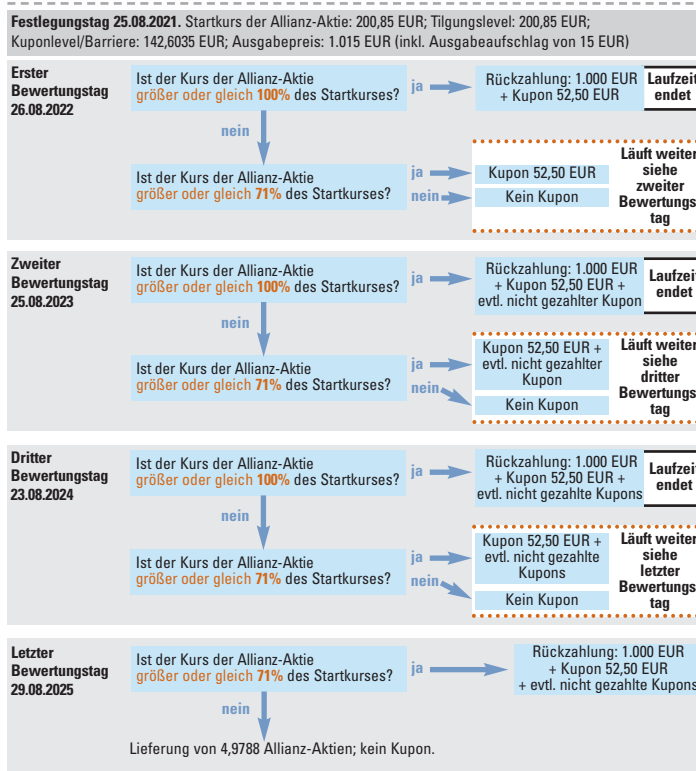 Festlegungstag 25.08.2021. Startkurs der Allianz-Aktie: 200,85 EUR; Tilgungslevel: 200,85 EUR;
Kuponlevel/Barriere: 142,6035 EUR; Ausgabepreis: 1.015 EUR (inkl. Ausgabeaufschlag von 15 EUR)
Erster
Bewertungstag
26.08.2022
Ist der Kurs der Allianz-Aktie
größer oder gleich 100% des Startkurses?
ja
Rückzahlung: 1.000 EUR
+ Kupon 52,50 EUR
Laufzeit
endet
nein
Ist der Kurs der Allianz-Aktie
größer oder gleich 71% des Startkurses?
ja
Kupon 52,50 EUR
nein
Kein Kupon
Läuft weiter
siehe
zweiter
Bewertungs
tag
Zweiter
Bewertungstag
25.08.2023
Ist der Kurs der Allianz-Aktie
größer oder gleich 100% des Startkurses?
ja
Rückzahlung: 1.000 EUR
+ Kupon 52,50 EUR +
evtl. nicht gezahlter Kupon
Laufzeit
endet
nein
Ist der Kurs der Allianz-Aktie
größer oder gleich 71% des Startkurses?
ja
Kupon 52,50 EUR +
evtl. nicht gezahlter
Kupon
nein
Kein Kupon
Läuft weiter
siehe
dritter
Bewertungs
tag
Dritter
Bewertungstag
23.08.2024
Ist der Kurs der Allianz-Aktie
größer oder gleich 100% des Startkurses?
ja
Rückzahlung: 1.000 EUR
+ Kupon 52,50 EUR +
evtl. nicht gezahlte Kupons
Laufzeit
endet
nein
Ist der Kurs der Allianz-Aktie
größer oder gleich 71% des Startkurses?
ja
Kupon 52,50 EUR +
evtl. nicht gezahlte
Kupons
nein
Kein Kupon
Läuft weiter
siehe
letzter
Bewertungs
tag
Letzter
Bewertungstag
29.08.2025
Ist der Kurs der Allianz-Aktie
größer oder gleich 71% des Startkurses?
ja
Rückzahlung: 1.000 EUR
+ Kupon 52,50 EUR
+ evtl. nicht gezahlte Kupons
nein
Lieferung von 4,9788 Allianz-Aktien; kein Kupon.